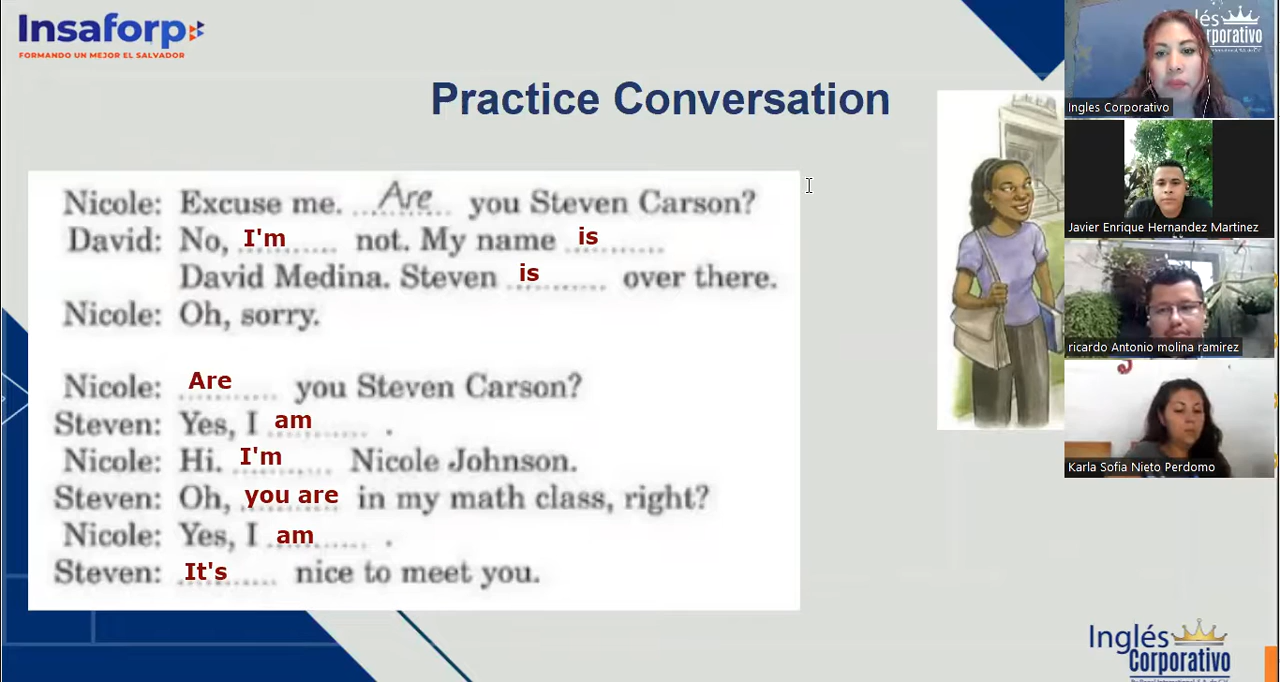 Insaforp
FORMANDO UN MEJOR EL SALVADOR
Practice Conversation
Nicole: Excuse me. Are you Steven Carson?
David: No, I'm not. My name is
David Medina. Steven is over there.
Nicole: Oh, sorry.
Nicole: Are you Steven Carson?
Steven: Yes, I am .
Nicole: Hi. I'm Nicole Johnson.
Steven: Oh, you are in my math class, right?
Nicole: Yes, I am .
Steven: It's nice to meet you.
Corporativo
Ingles Corporativo
Javier Enrique Hernandez Martinez
ricardo Antonio molina ramirez
Karla Sofia Nieto Perdomo
Inglés
Corporativo